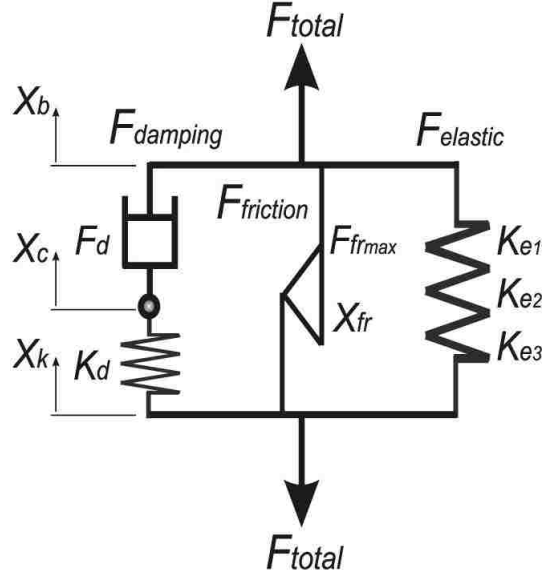 Ftotal
Xb
Fdamping
Felastic
Ffriction
Fd
Ffrmax
Ke1
Xc
Ke2
Xfr
Xk
Kd
Ke3
Ftotal